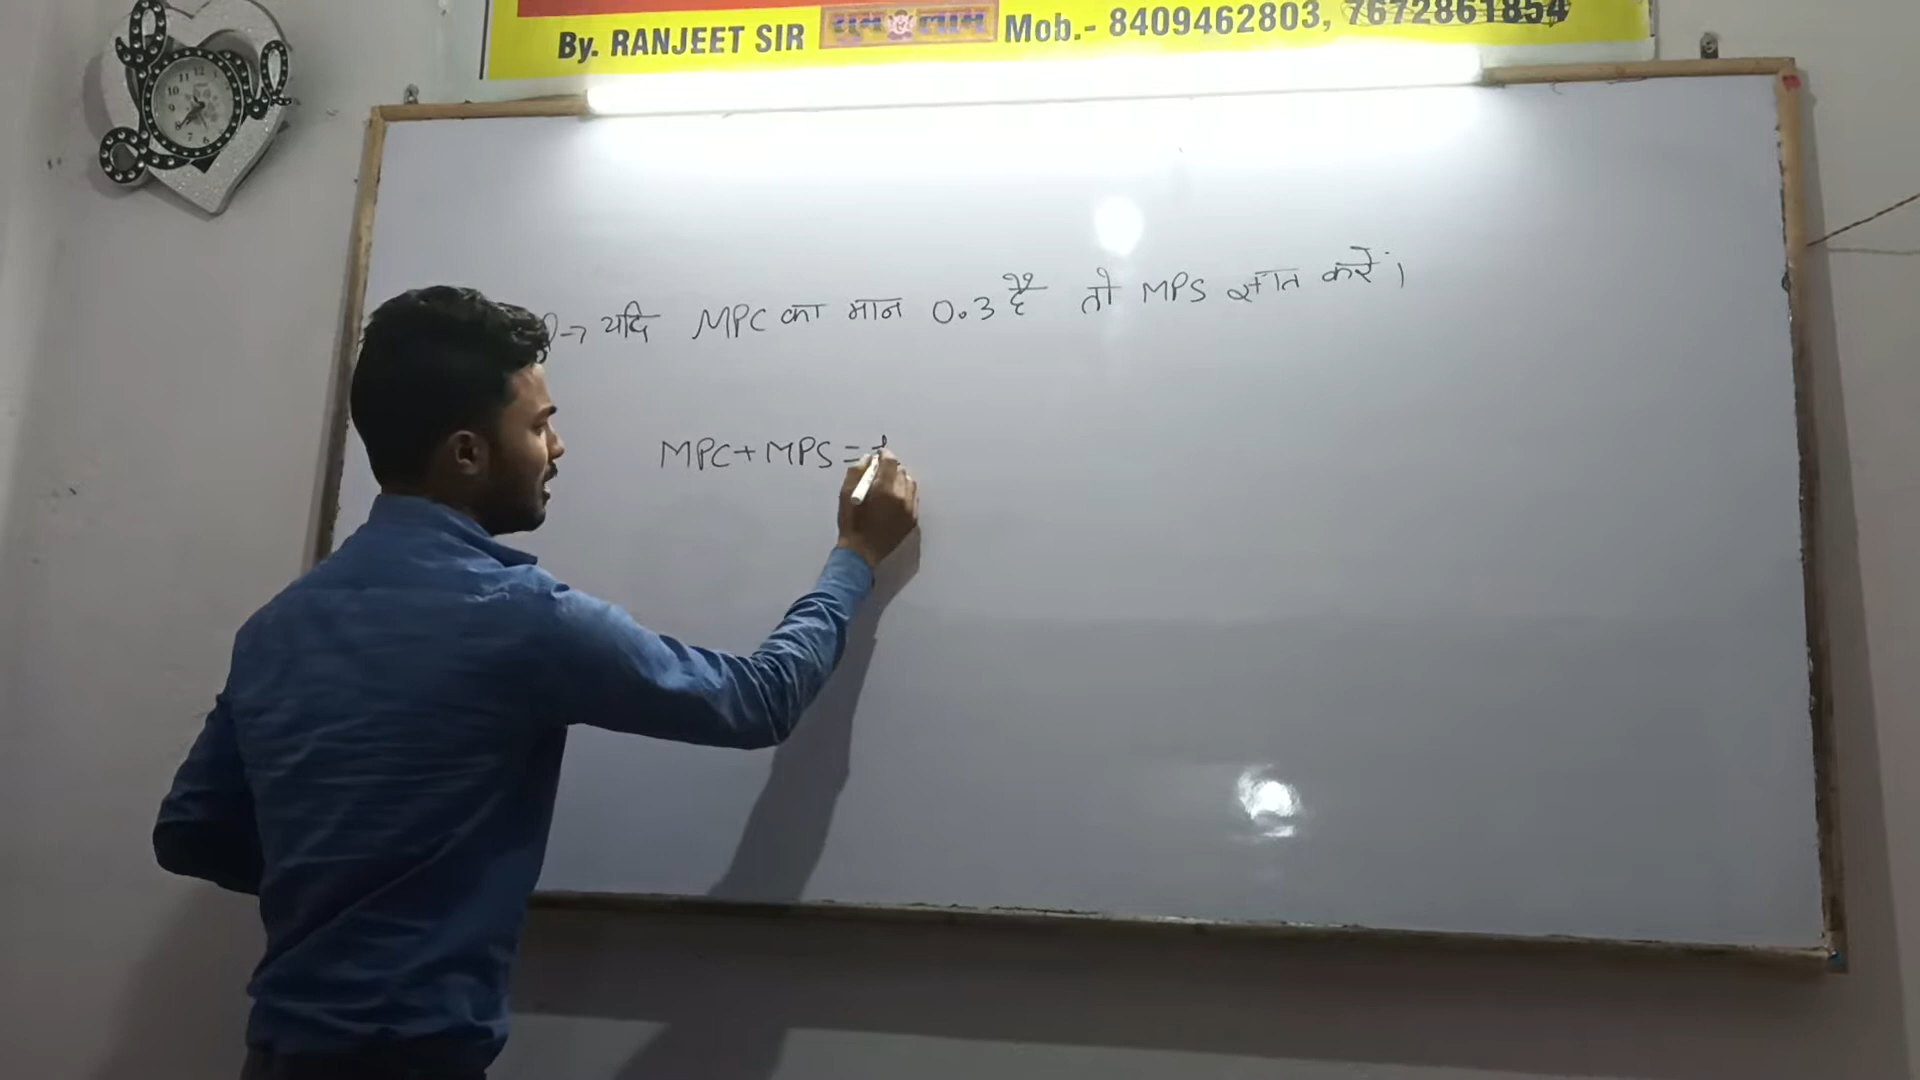 By. RANJEET SIR शुभ लाभ Mob.- 8409462803, 7672861854
→ यदि MPC का मान 0.3 है तो MPS ज्ञात करें।
MPC + MPS =